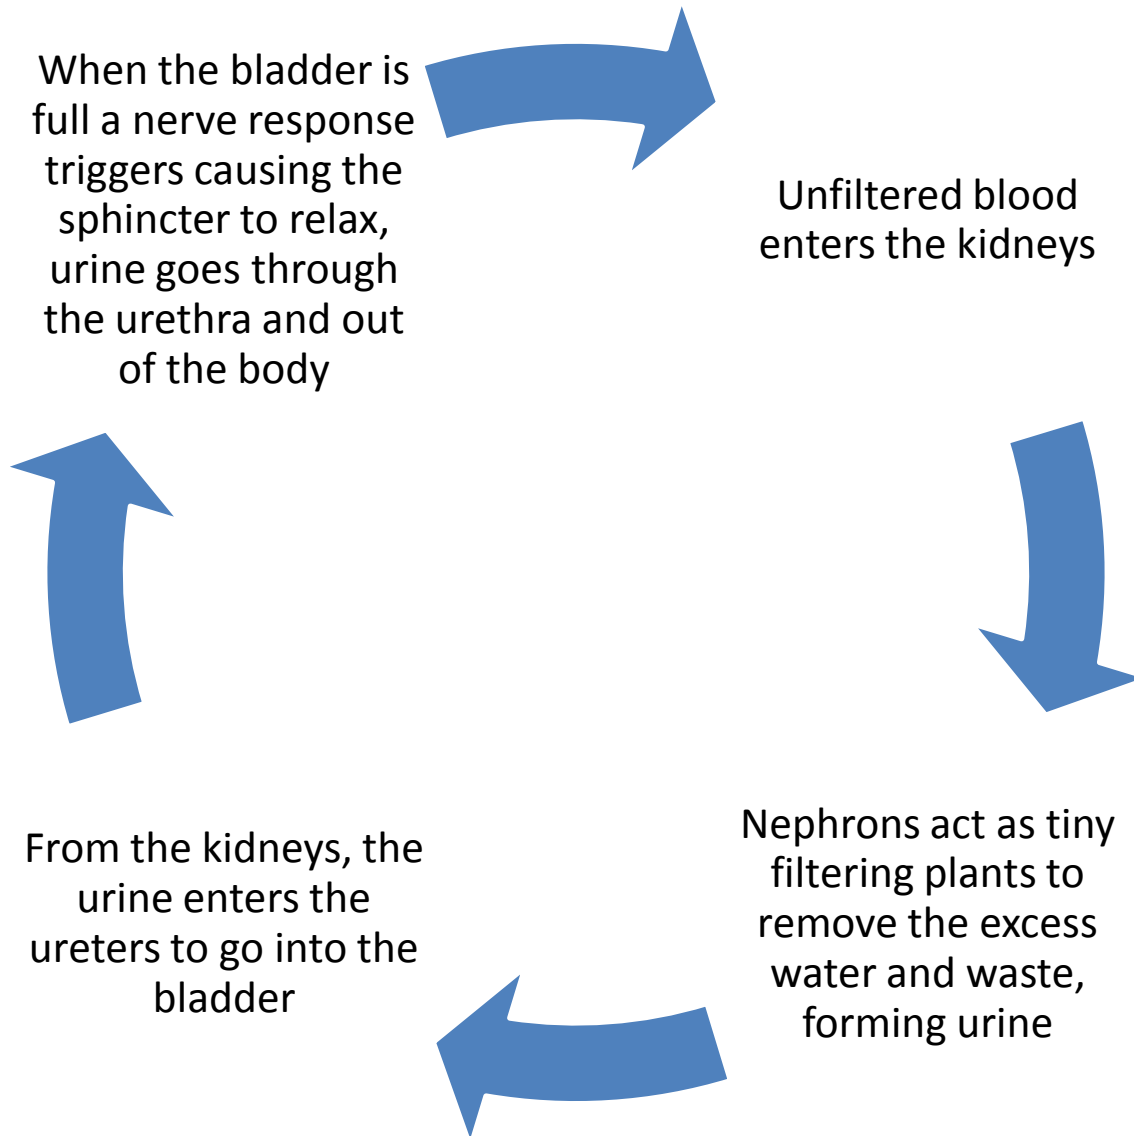 When the bladder is
full a nerve response
triggers causing the
sphincter to relax,
urine goes through
the urethra and out
of the body
Unfiltered blood
enters the kidneys
Nephrons act as tiny
filtering plants to
remove the excess
water and waste,
forming urine
From the kidneys, the
urine enters the
ureters to go into the
bladder